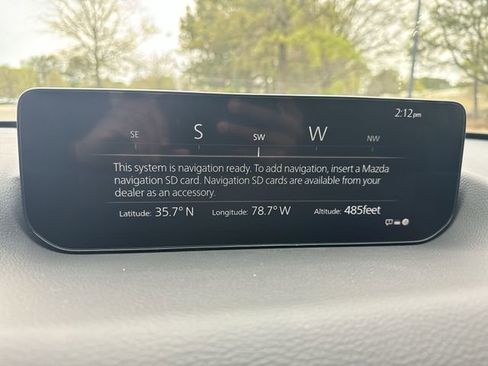 2:12pm
SE S SW W NW
This system is navigation ready. To add navigation, insert a Mazda
navigation SD card. Navigation SD cards are available from your
dealer as an accessory.
Latitude: 35.7° N Longitude: 78.7° W Altitude: 485feet